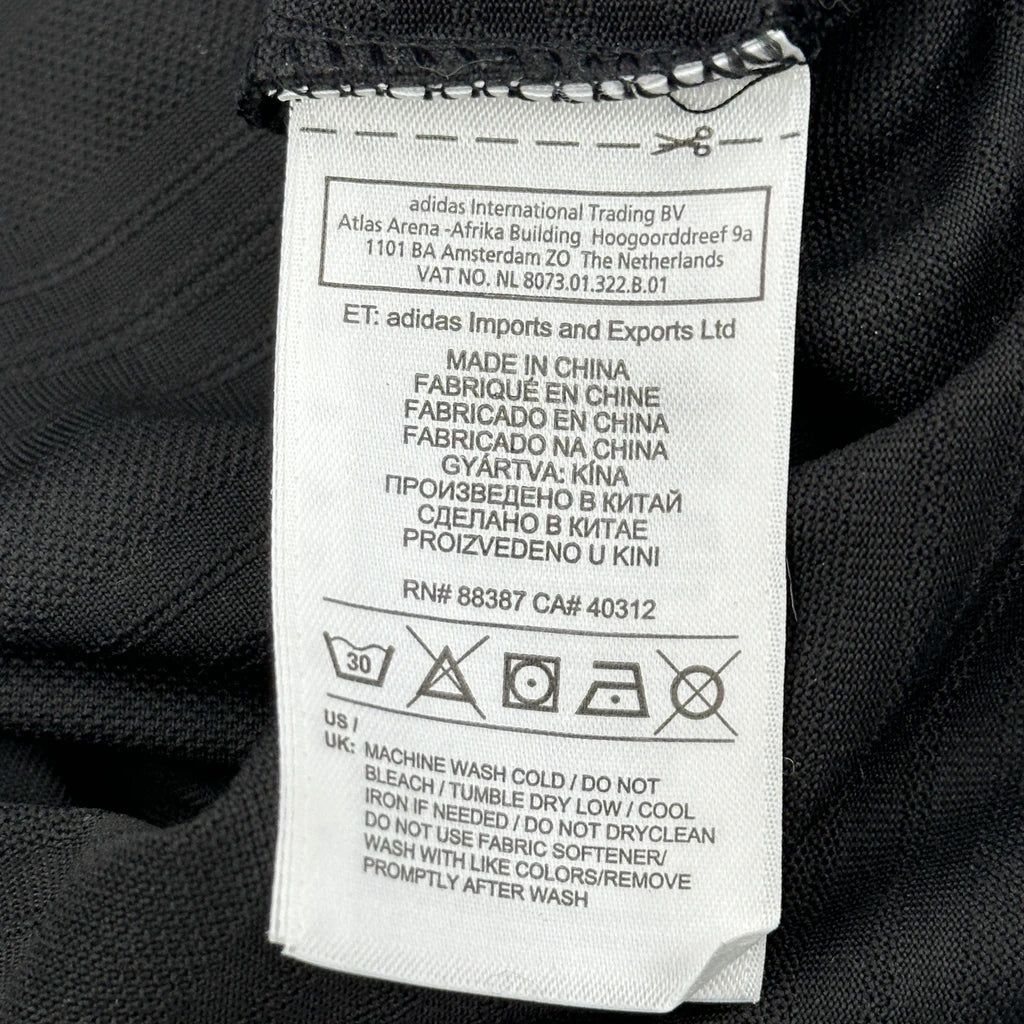 adidas International Trading BV
Atlas Arena -Afrika Building Hoogoorddreef 9a
1101 BA Amsterdam ZO The Netherlands
VAT NO. NL 8073.01.322.B.01
ET: adidas Imports and Exports Ltd
MADE IN CHINA
FABRIQUÉ EN CHINE
FABRICADO EN CHINA
FABRICADO NA CHINA
GYÁRTVA: KÍNA
ПРОИЗВЕДЕНО В КИТАЙ
СДЕЛАНО В КИТАЕ
PROIZVEDENO U KINI
RN# 88387 CA# 40312
30
US /
UK: MACHINE WASH COLD / DO NOT
BLEACH / TUMBLE DRY LOW / COOL
IRON IF NEEDED / DO NOT DRYCLEAN
DO NOT USE FABRIC SOFTENER/
WASH WITH LIKE COLORS/REMOVE
PROMPTLY AFTER WASH